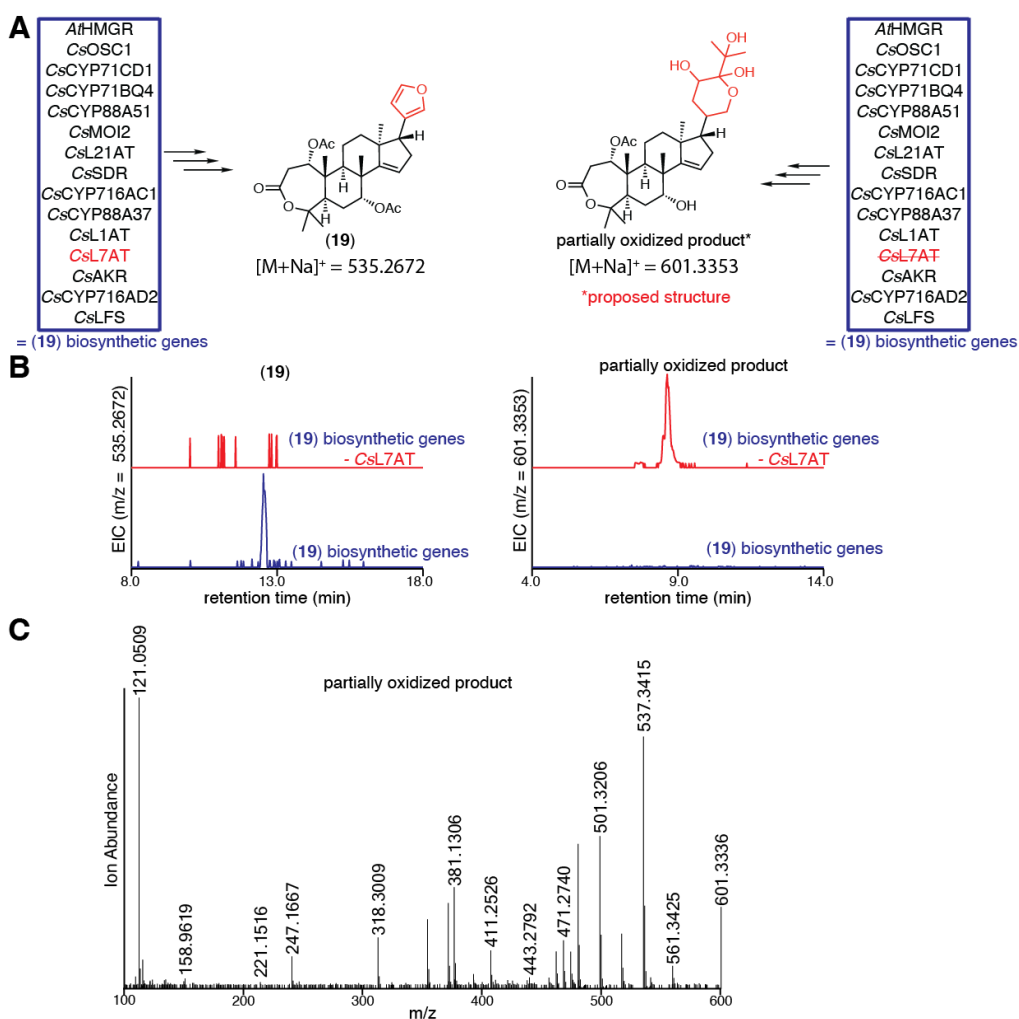 A
AtHMGR
CsOSC1
CsCYP71CD1
CsCYP71BQ4
CsCYP88A51
CsMOI2
CsL21AT
CsSDR
CsCYP716AC1
CsCYP88A37
CsL1AT
CsL7AT
CsAKR
CsCYP716AD2
CsLFS
= (19) biosynthetic genes
O
OAc
H
H
H
O
O
OAc
(19)
[M+Na]+ = 535.2672
OH
HO
OH
O
OAc
H
H
H
O
O
OH
partially oxidized product*
[M+Na]+ = 601.3353
*proposed structure
AtHMGR
CsOSC1
CsCYP71CD1
CsCYP71BQ4
CsCYP88A51
CsMOI2
CsL21AT
CsSDR
CsCYP716AC1
CsCYP88A37
CsL1AT
CsL7AT
CsAKR
CsCYP716AD2
CsLFS
= (19) biosynthetic genes
B
(19)
EIC (m/z = 535.2672)
(19) biosynthetic genes
- CsL7AT
(19) biosynthetic genes
8.0 13.0 18.0
retention time (min)
partially oxidized product
EIC (m/z = 601.3353)
(19) biosynthetic genes
- CsL7AT
(19) biosynthetic genes
4.0 9.0 14.0
retention time (min)
C
partially oxidized product
Ion Abundance
121.0509
158.9619
221.1516
247.1667
318.3009
381.1306
411.2526
443.2792
471.2740
501.3206
537.3415
561.3425
601.3336
100 200 300 400 500 600
m/z